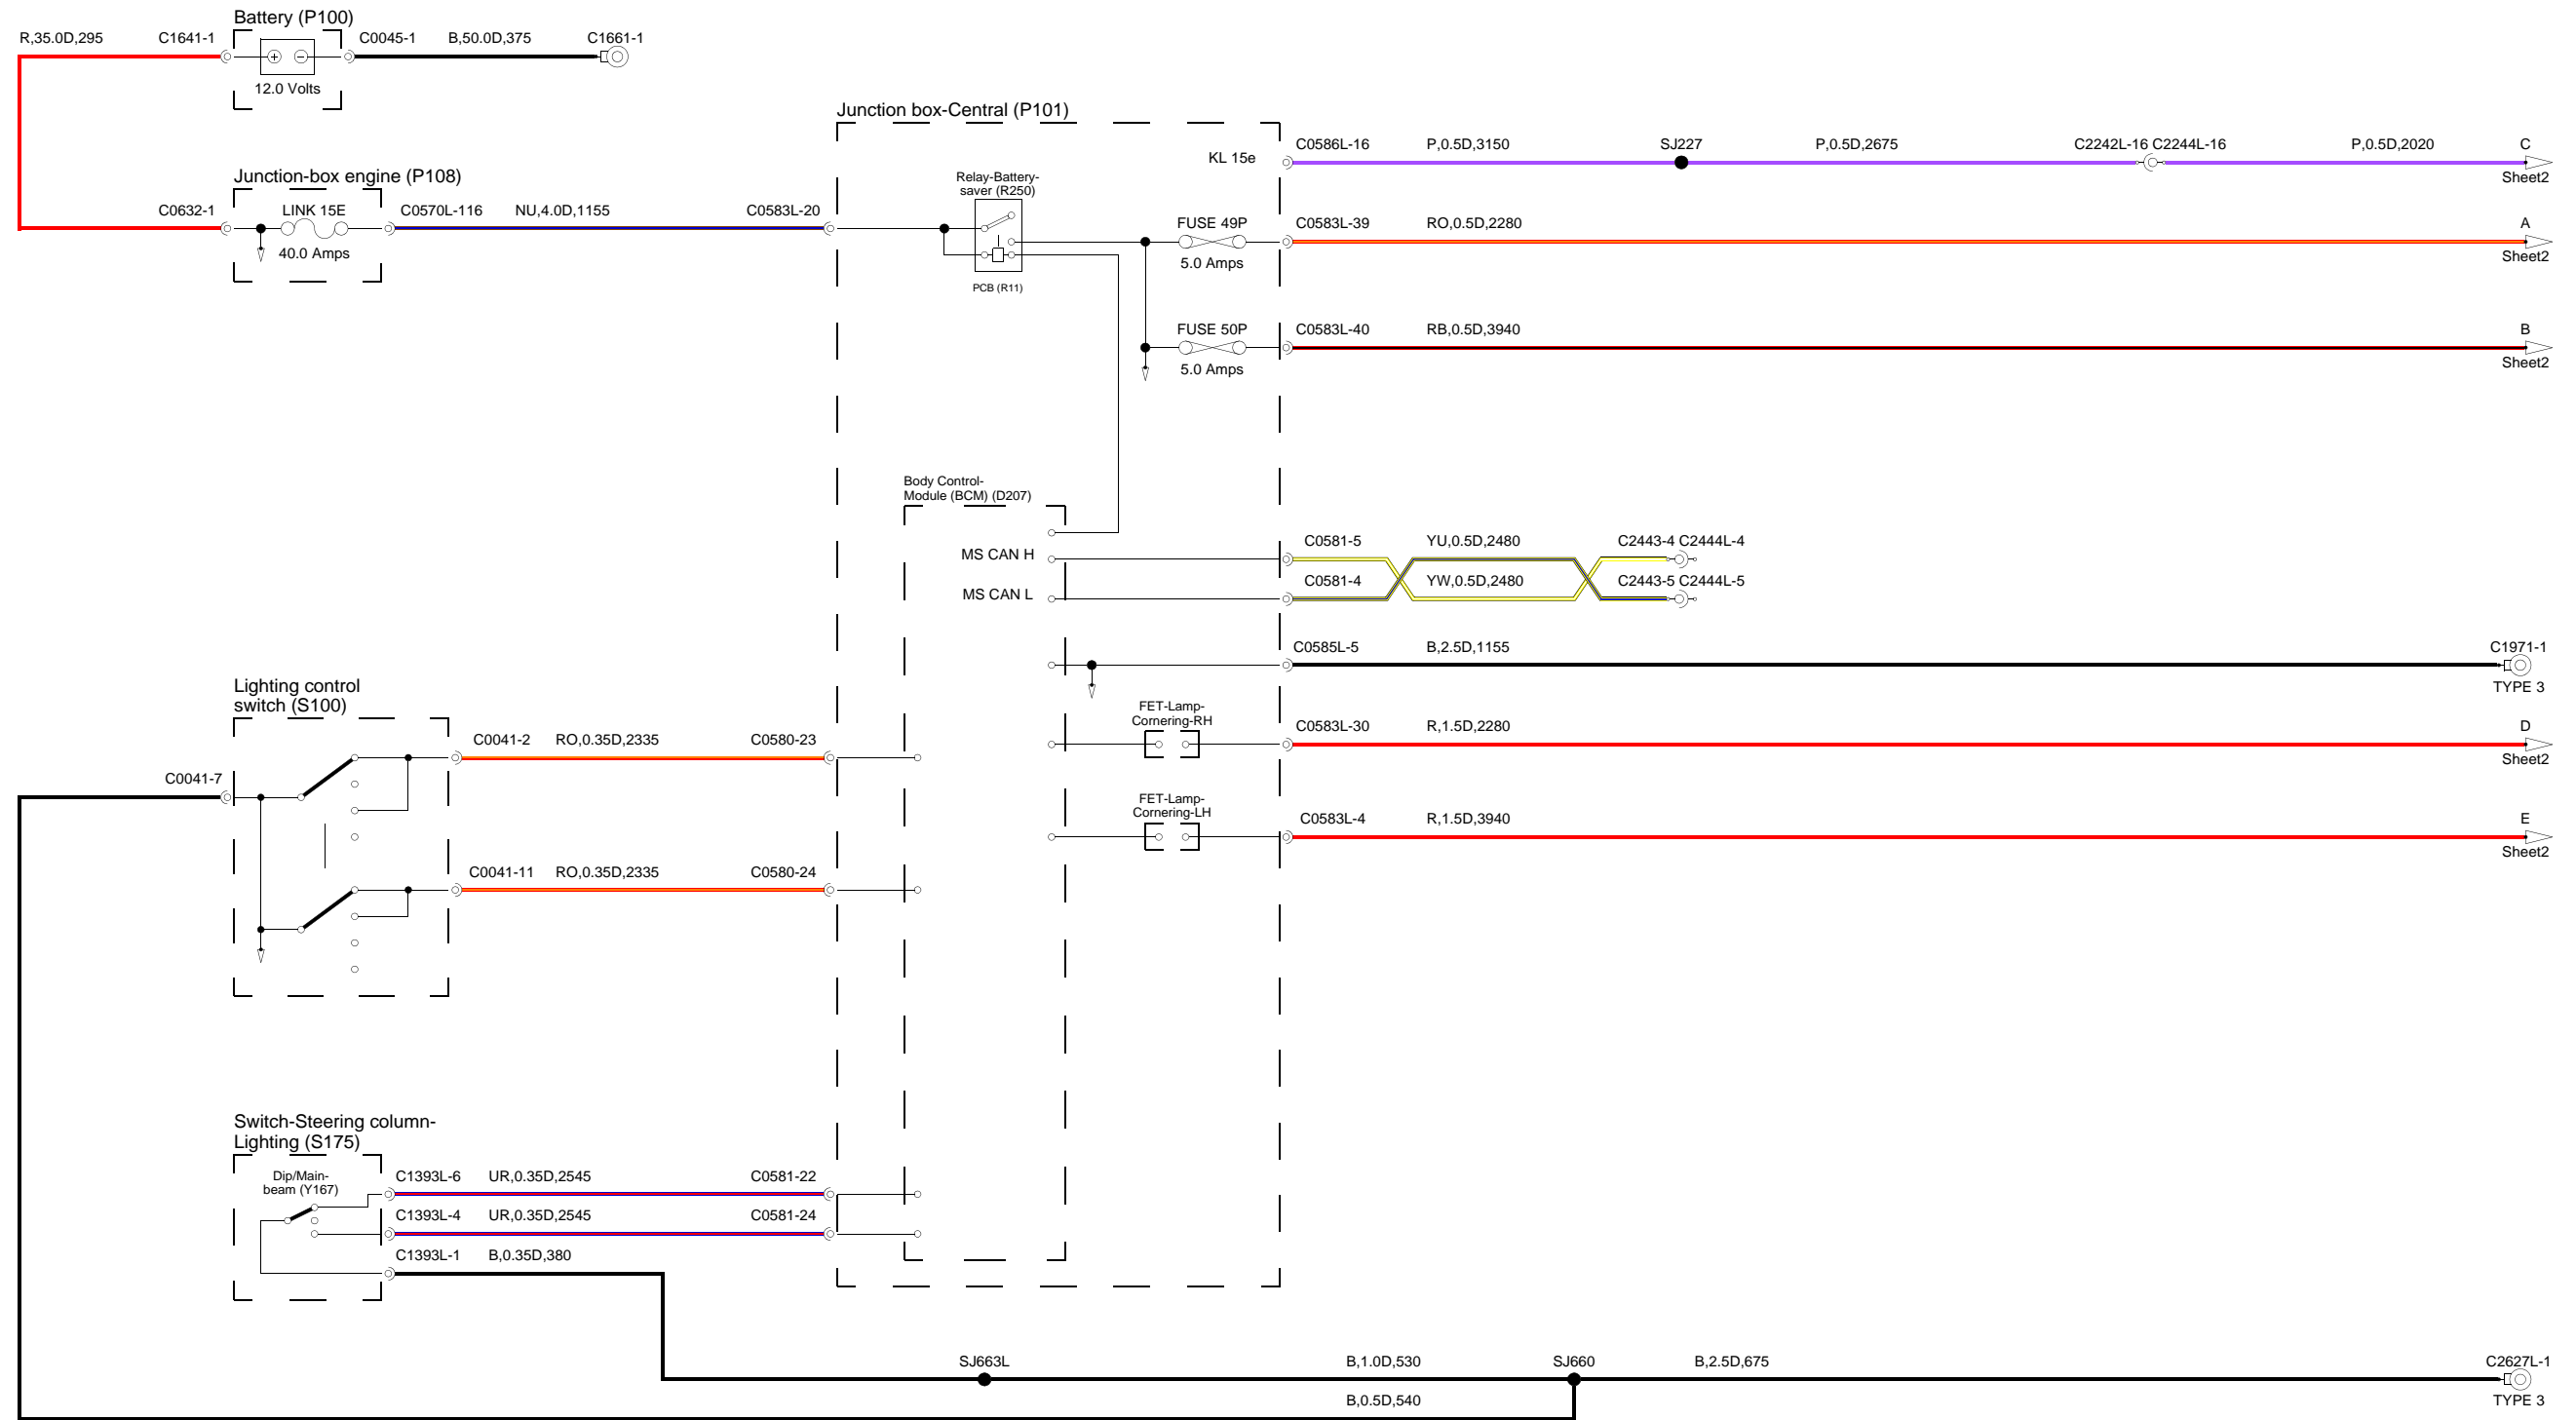 Battery (P100)
R,35.0D,295
C1641-1
C0045-1
B,50.0D,375
C1661-1
12.0 Volts
Junction box-Central (P101)
KL 15e
C0586L-16
P,0.5D,3150
SJ227
P,0.5D,2675
C2242L-16 C2244L-16
P,0.5D,2020
C
Sheet2
Junction-box engine (P108)
C0632-1
LINK 15E
40.0 Amps
C0570L-116
NU,4.0D,1155
C0583L-20
Relay-Battery-
saver (R250)
PCB (R11)
FUSE 49P
5.0 Amps
C0583L-39
RO,0.5D,2280
A
Sheet2
FUSE 50P
5.0 Amps
C0583L-40
RB,0.5D,3940
B
Sheet2
Body Control-
Module (BCM) (D207)
MS CAN H
C0581-5
YU,0.5D,2480
C2443-4 C2444L-4
MS CAN L
C0581-4
YW,0.5D,2480
C2443-5 C2444L-5
C0585L-5
B,2.5D,1155
C1971-1
TYPE 3
Lighting control
switch (S100)
C0041-7
C0041-2
RO,0.35D,2335
C0580-23
FET-Lamp-
Cornering-RH
C0583L-30
R,1.5D,2280
D
Sheet2
FET-Lamp-
Cornering-LH
C0583L-4
R,1.5D,3940
E
Sheet2
C0041-11
RO,0.35D,2335
C0580-24
Switch-Steering column-
Lighting (S175)
Dip/Main-
beam (Y167)
C1393L-6
UR,0.35D,2545
C0581-22
C1393L-4
UR,0.35D,2545
C0581-24
C1393L-1
B,0.35D,380
SJ663L
B,1.0D,530
SJ660
B,2.5D,675
C2627L-1
TYPE 3
B,0.5D,540